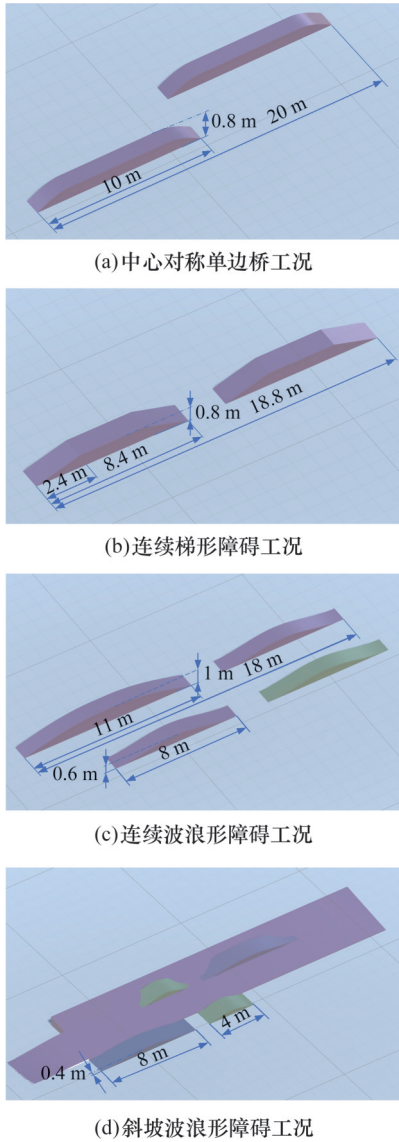 0.8 m
20 m
10 m
(a)中心对称单边桥工况
0.8 m
18.8 m
2.4 m
8.4 m
(b)连续梯形障碍工况
1 m
18 m
11 m
0.6 m
8 m
(c)连续波浪形障碍工况
4 m
8 m
0.4 m
(d)斜坡波浪形障碍工况